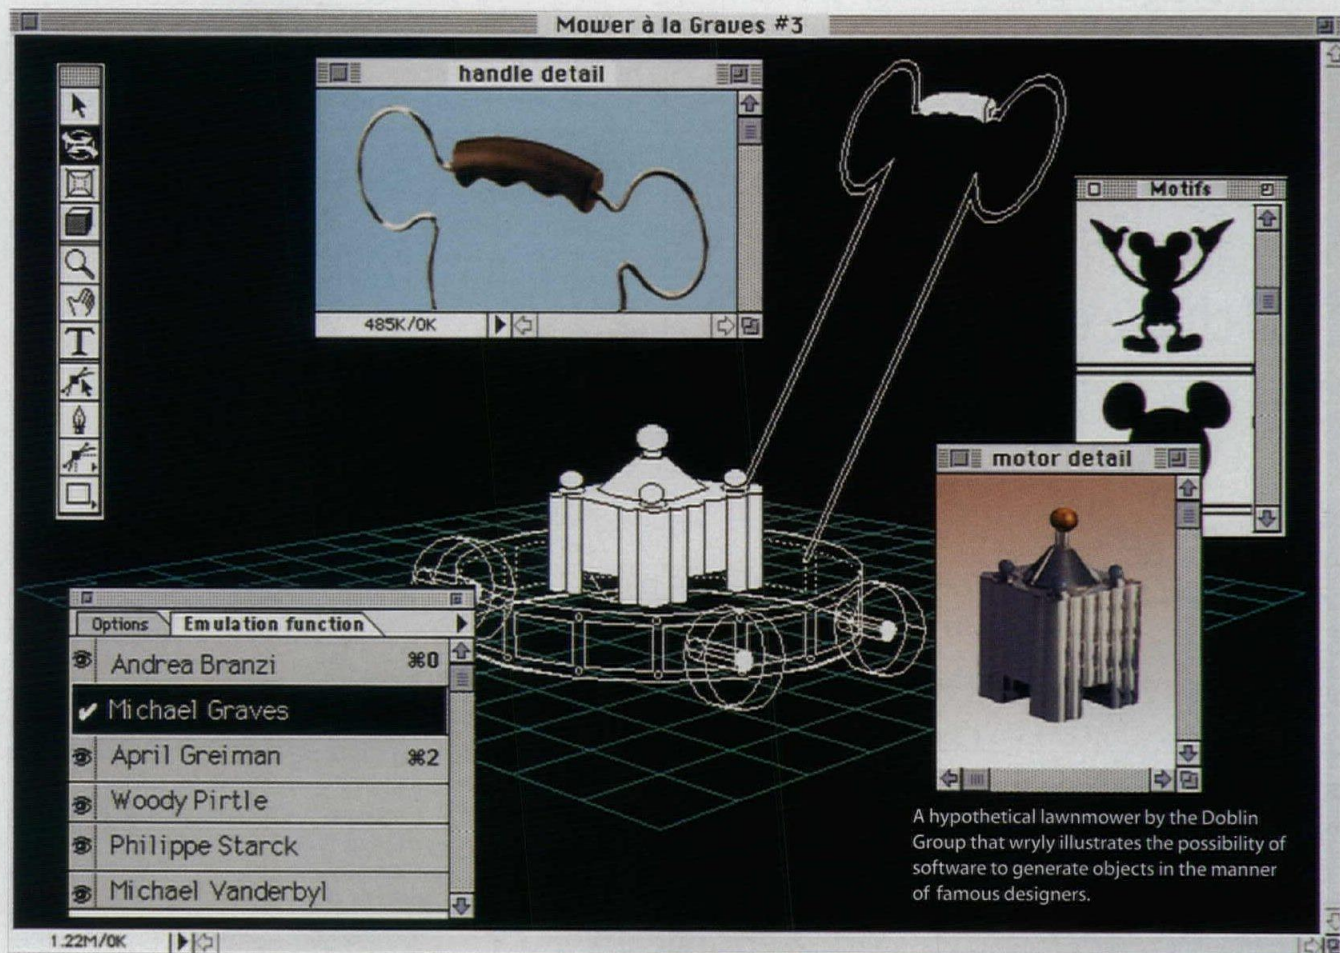 Mower à la Graves #3
handle detail
485K/0K
Motifs
T
motor detail
Options
Emulation function
Andrea Branzi ⌘0
Michael Graves
April Greiman ⌘2
Woody Pirtle
Philippe Starck
Michael Vanderbyl
A hypothetical lawnmower by the Doblin
Group that wryly illustrates the possibility of
software to generate objects in the manner
of famous designers.
1.22M/0K